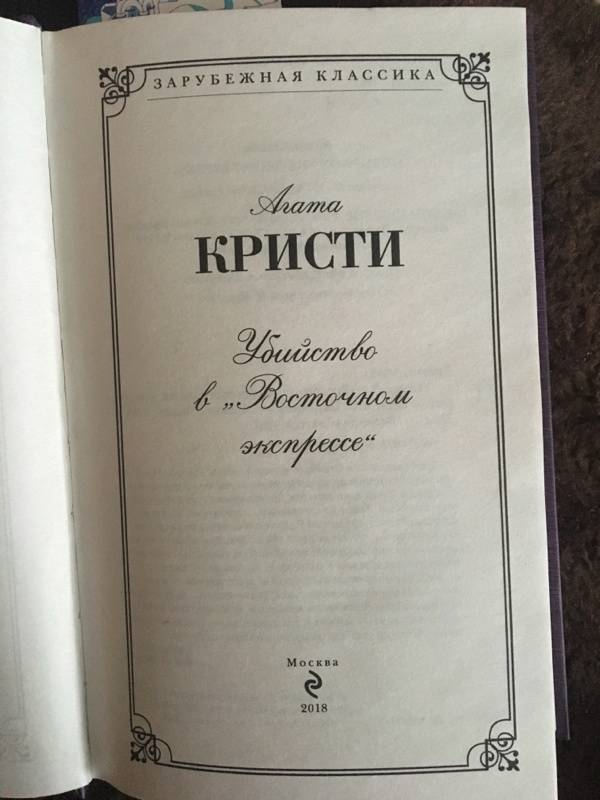 ЗАРУБЕЖНАЯ КЛАССИКА
Агата
КРИСТИ
Убийство
в „Восточном
экспрессе“
Москва
2018